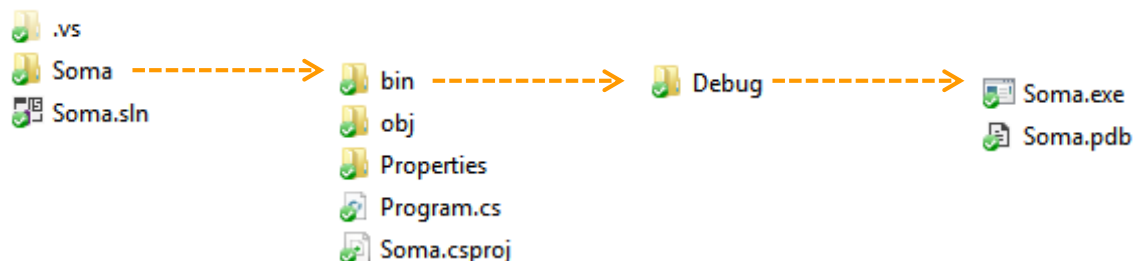 .vs
Soma
Soma.sln
bin
obj
Properties
Program.cs
Soma.csproj
Debug
Soma.exe
Soma.pdb